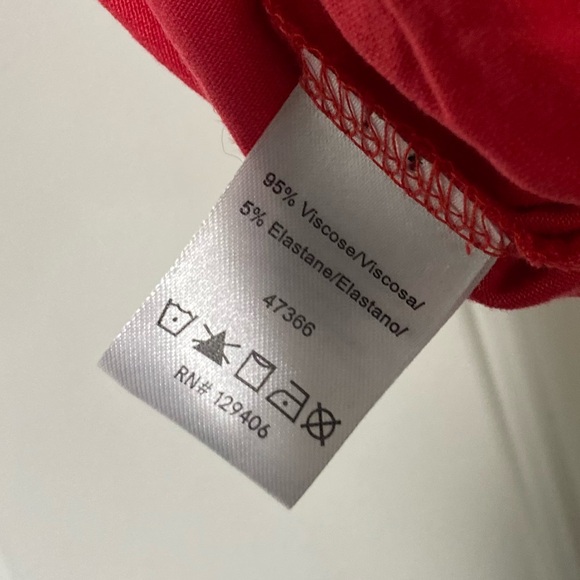 95% Viscose/Viscosa/
5% Elastane/Elastano/
47366
RN# 129406